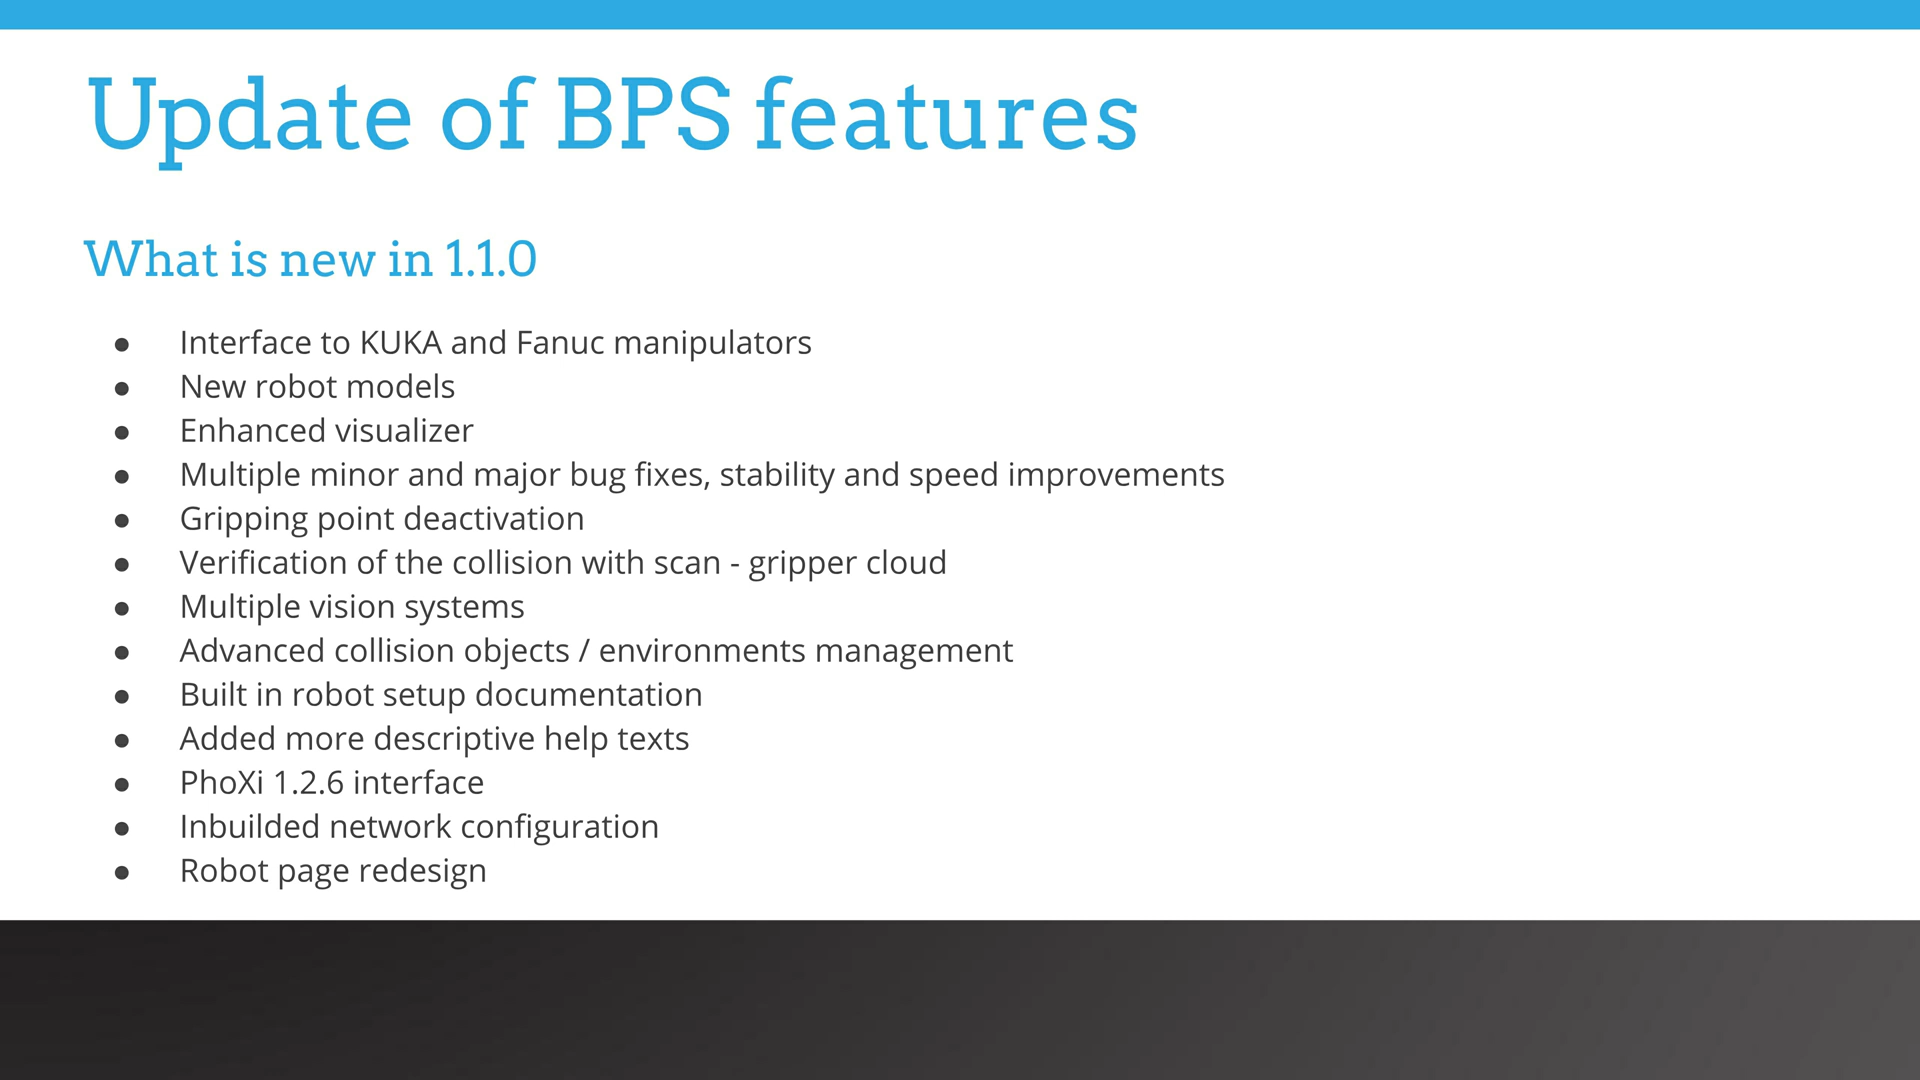 Update of BPS features
What is new in 1.1.0
● Interface to KUKA and Fanuc manipulators
● New robot models
● Enhanced visualizer
● Multiple minor and major bug fixes, stability and speed improvements
● Gripping point deactivation
● Verification of the collision with scan - gripper cloud
● Multiple vision systems
● Advanced collision objects / environments management
● Built in robot setup documentation
● Added more descriptive help texts
● PhoXi 1.2.6 interface
● Inbuilded network configuration
● Robot page redesign